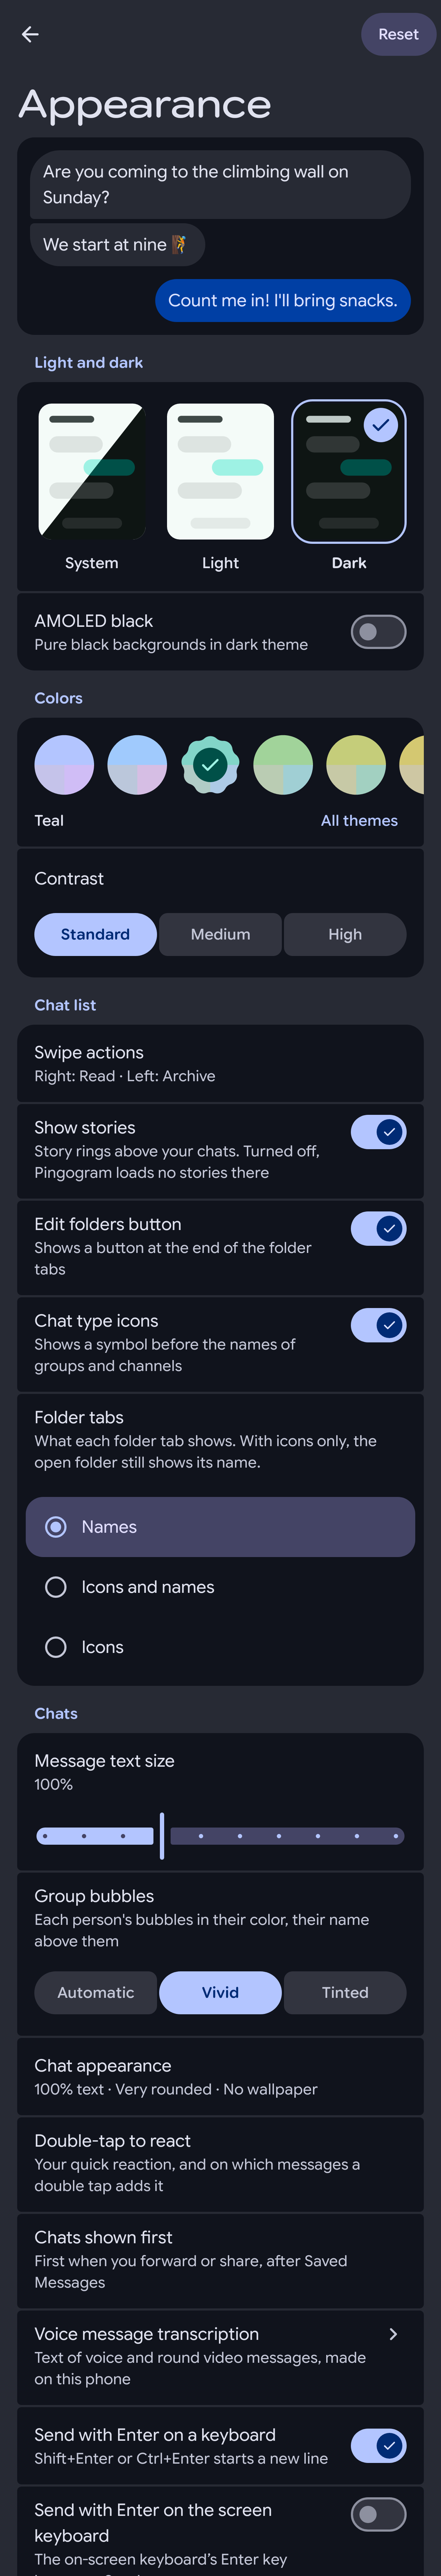 Reset
Appearance
Are you coming to the climbing wall on
Sunday?
We start at nine 🧗
Count me in! I'll bring snacks.
Light and dark
System
Light
Dark
AMOLED black
Pure black backgrounds in dark theme
Colors
Teal
All themes
Contrast
Standard
Medium
High
Chat list
Swipe actions
Right: Read · Left: Archive
Show stories
Story rings above your chats. Turned off,
Pingogram loads no stories there
Edit folders button
Shows a button at the end of the folder
tabs
Chat type icons
Shows a symbol before the names of
groups and channels
Folder tabs
What each folder tab shows. With icons only, the
open folder still shows its name.
Names
Icons and names
Icons
Chats
Message text size
100%
Group bubbles
Each person's bubbles in their color, their name
above them
Automatic
Vivid
Tinted
Chat appearance
100% text · Very rounded · No wallpaper
Double-tap to react
Your quick reaction, and on which messages a
double tap adds it
Chats shown first
First when you forward or share, after Saved
Messages
Voice message transcription
Text of voice and round video messages, made
on this phone
Send with Enter on a keyboard
Shift+Enter or Ctrl+Enter starts a new line
Send with Enter on the screen
keyboard
The on-screen keyboard’s Enter key